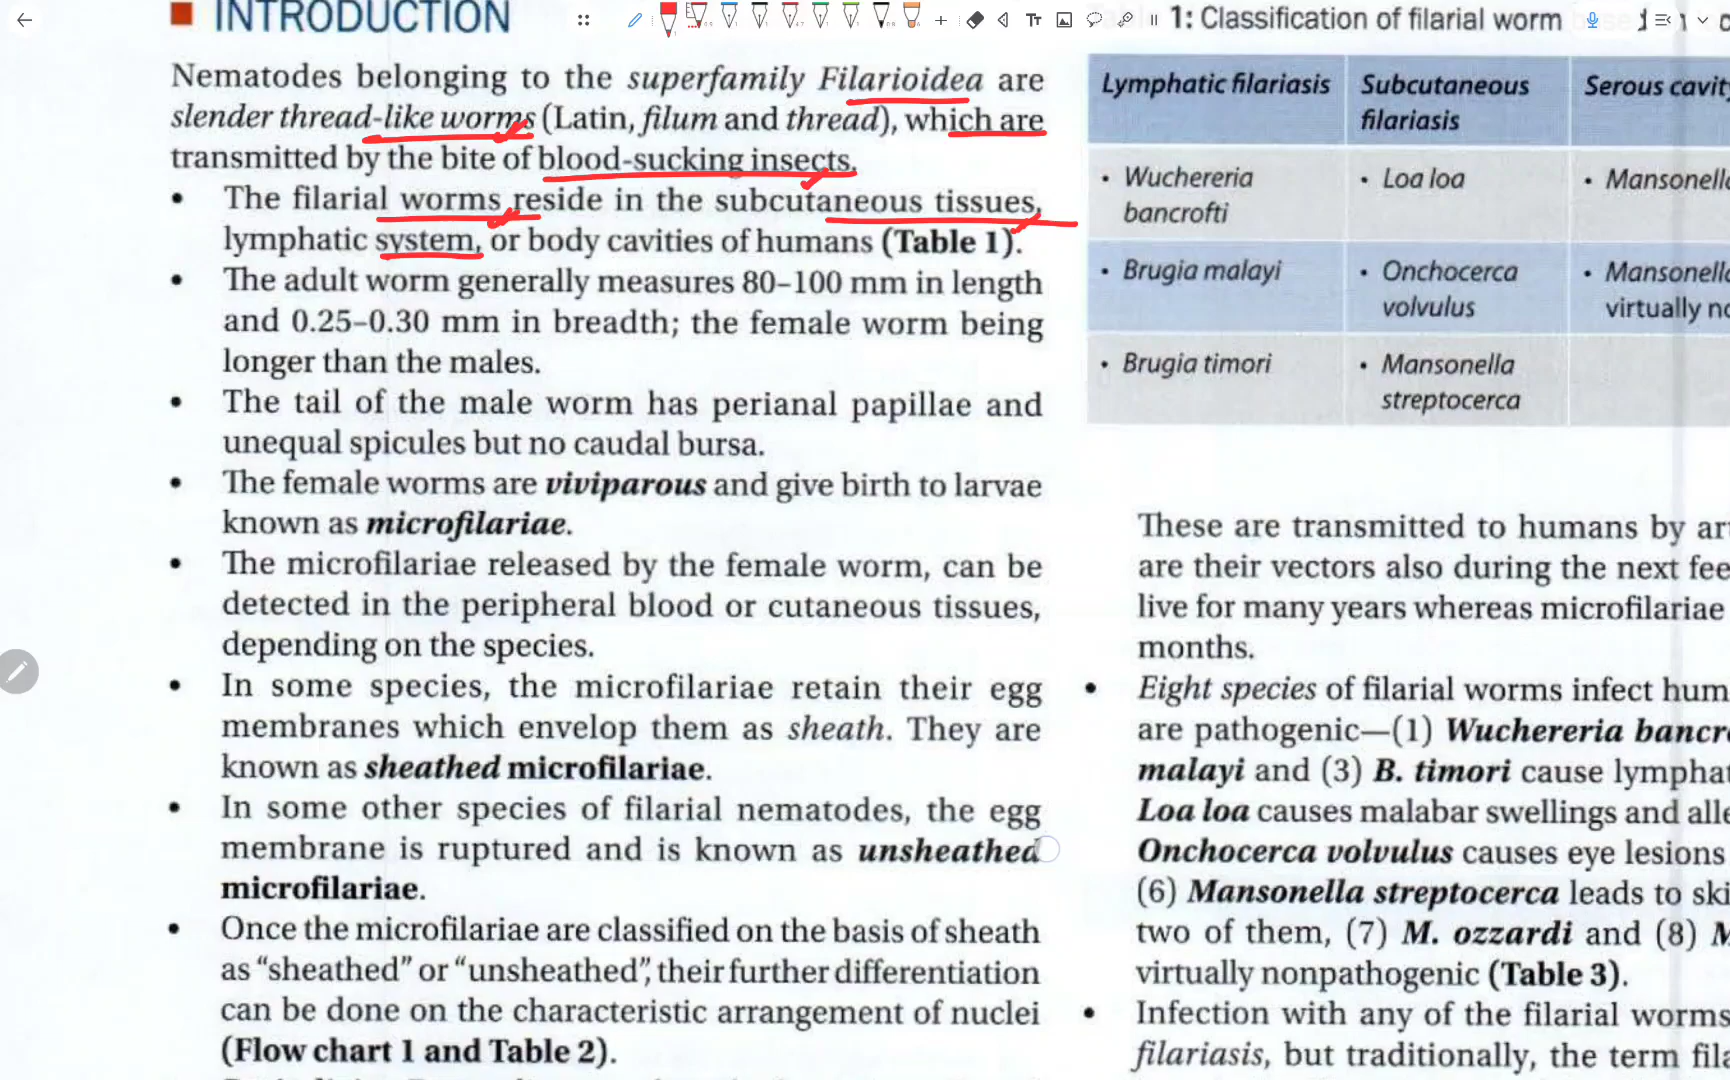 INTRODUCTION
Nematodes belonging to the superfamily Filarioidea are
slender thread-like worms (Latin, filum and thread), which are
transmitted by the bite of blood-sucking insects.
• The filarial worms reside in the subcutaneous tissues,
lymphatic system, or body cavities of humans (Table 1).
• The adult worm generally measures 80–100 mm in length
and 0.25–0.30 mm in breadth; the female worm being
longer than the males.
• The tail of the male worm has perianal papillae and
unequal spicules but no caudal bursa.
• The female worms are viviparous and give birth to larvae
known as microfilariae.
• The microfilariae released by the female worm, can be
detected in the peripheral blood or cutaneous tissues,
depending on the species.
• In some species, the microfilariae retain their egg
membranes which envelop them as sheath. They are
known as sheathed microfilariae.
• In some other species of filarial nematodes, the egg
membrane is ruptured and is known as unsheathed
microfilariae.
• Once the microfilariae are classified on the basis of sheath
as “sheathed” or “unsheathed”, their further differentiation
can be done on the characteristic arrangement of nuclei
(Flow chart 1 and Table 2).
1: Classification of filarial worm
Lymphatic filariasis Subcutaneous filariasis Serous cavity
• Wuchereria bancrofti • Loa loa • Mansonella
• Brugia malayi • Onchocerca volvulus • Mansonella virtually
• Brugia timori • Mansonella streptocerca
These are transmitted to humans by
are their vectors also during the next
live for many years whereas microfilariae
months.
• Eight species of filarial worms infect hum
are pathogenic—(1) Wuchereria bancr
malayi and (3) B. timori cause lymphat
Loa loa causes malabar swellings and alle
Onchocerca volvulus causes eye lesions
(6) Mansonella streptocerca leads to ski
two of them, (7) M. ozzardi and (8) M
virtually nonpathogenic (Table 3).
• Infection with any of the filarial worms
filariasis, but traditionally, the term fila